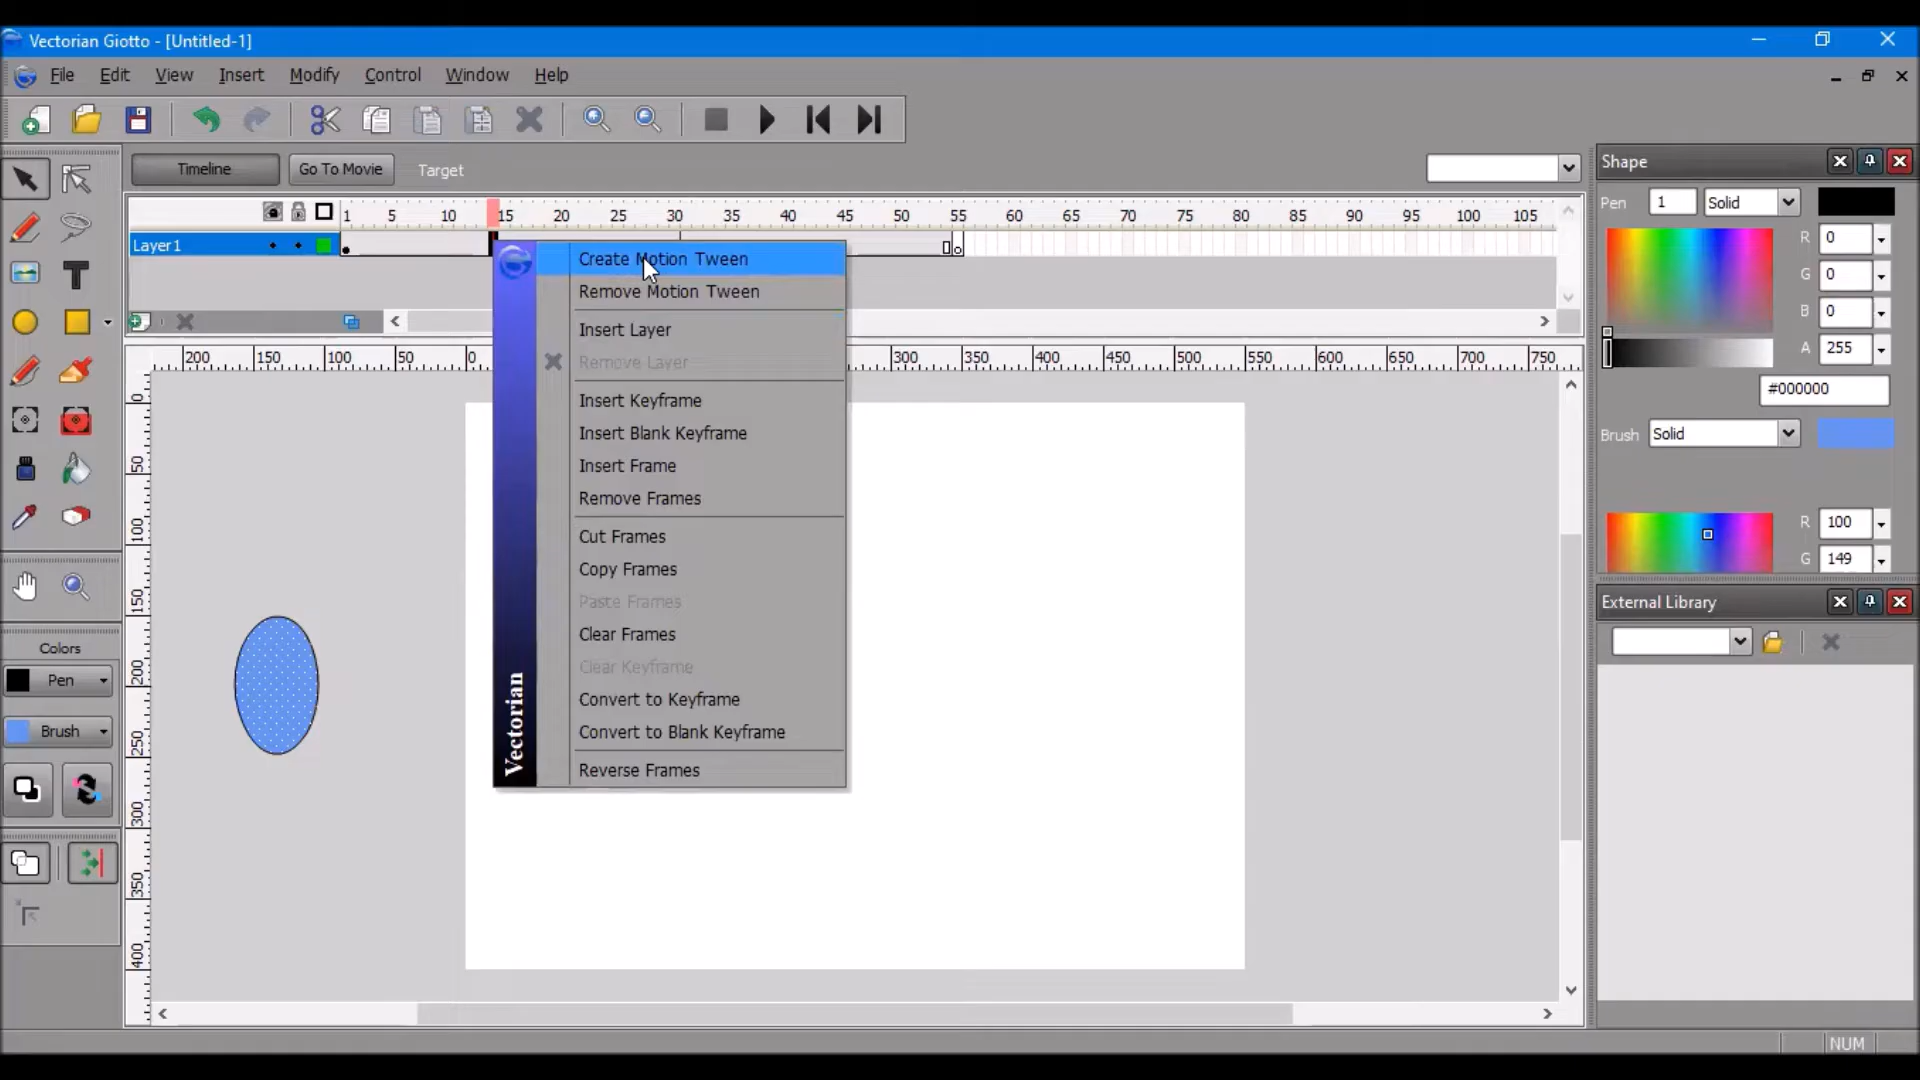 Vectorian Giotto - [Untitled-1]
File Edit View Insert Modify Control Window Help
Timeline Go To Movie Target
1 5 10 15 20 25 30 35 40 45 50 55 60 65 70 75 80 85 90 95 100 105
Layer1
Create Motion Tween
Remove Motion Tween
Insert Layer
Remove Layer
Insert Keyframe
Insert Blank Keyframe
Insert Frame
Remove Frames
Cut Frames
Copy Frames
Paste Frames
Clear Frames
Clear Keyframe
Convert to Keyframe
Convert to Blank Keyframe
Reverse Frames
Vectorian
200 150 100 50 0 300 350 400 450 500 550 600 650 700 750
0
50
100
150
200
250
300
350
400
Colors
Pen
Brush
Shape
Pen 1 Solid
R 0
G 0
B 0
A 255
#000000
Brush Solid
R 100
G 149
External Library
NUM